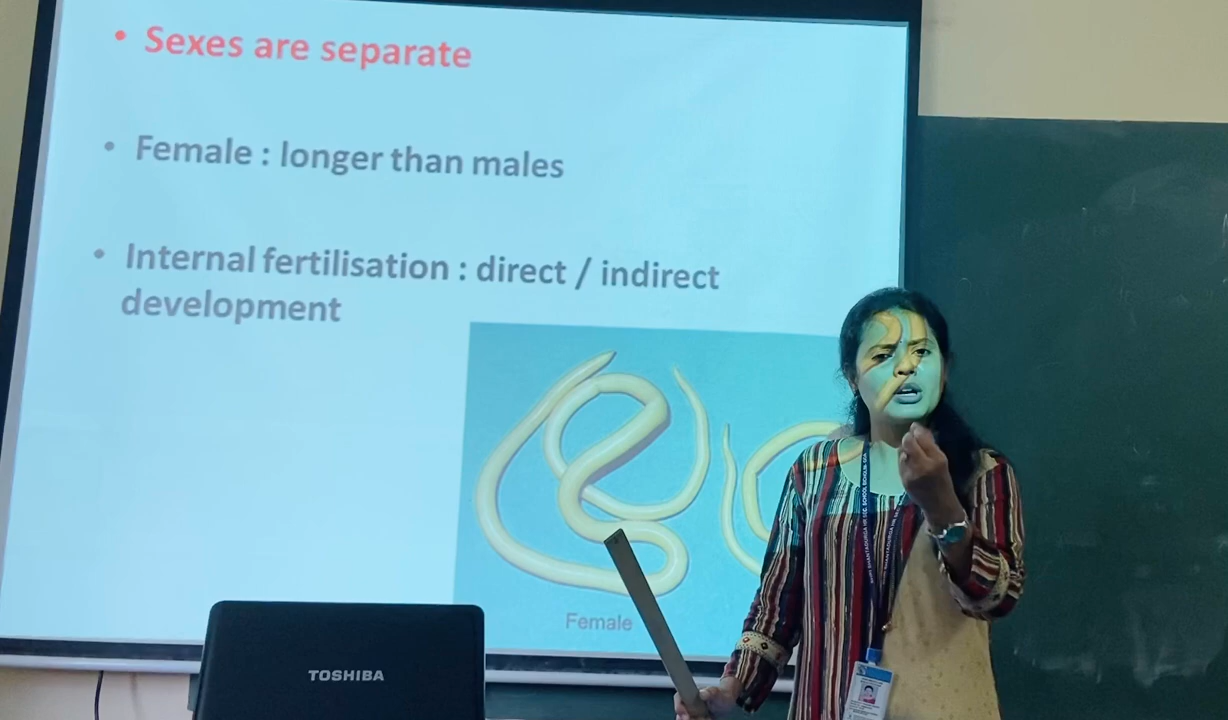 • Sexes are separate
• Female : longer than males
• Internal fertilisation : direct / indirect
development
Female
TOSHIBA